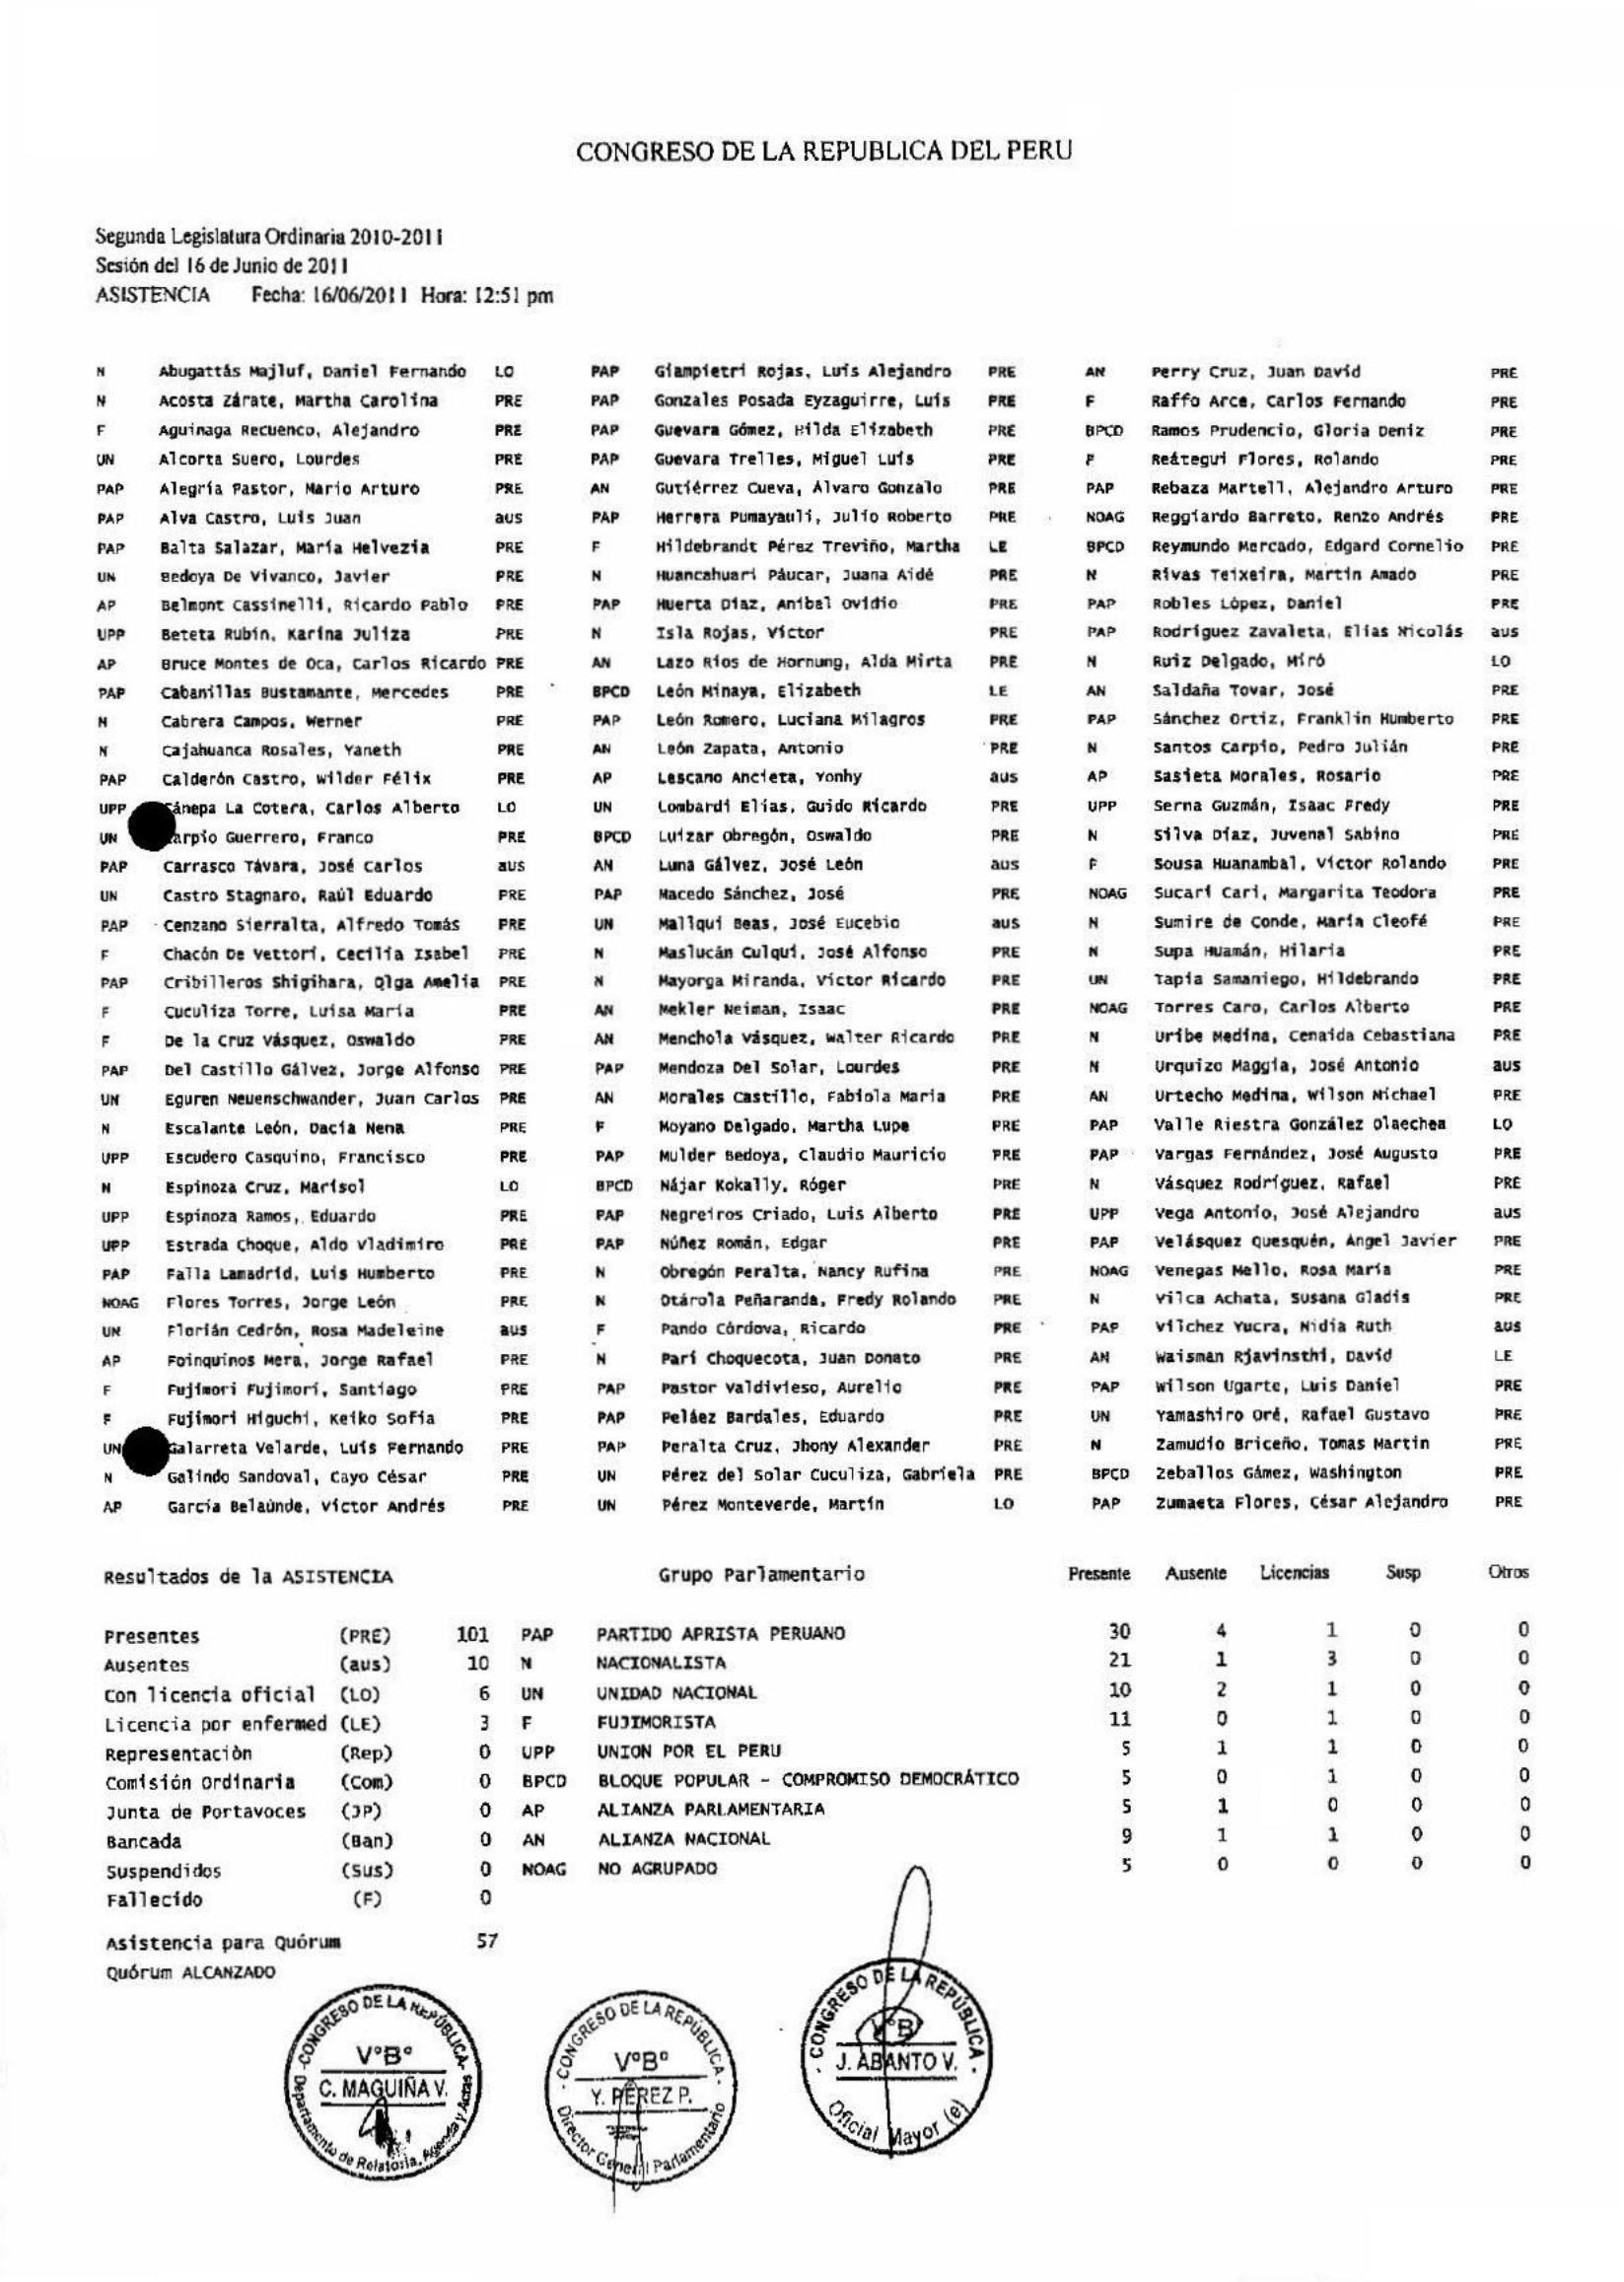 CONGRESO DE LA REPUBLICA DEL PERU
Segunda Legislatura Ordinaria 2010-2011
Sesión del 16 de Junio de 2011
ASISTENCIA Fecha: 16/06/2011 Hora: 12:51 pm
N Abugattás Majluf, Daniel Fernando LO PAP Giampietri Rojas, Luis Alejandro PRE AN Perry Cruz, Juan David PRE
N Acosta Zárate, Martha Carolina PRE PAP Gonzales Posada Eyzaguirre, Luis PRE F Raffo Arce, Carlos Fernando PRE
F Aguinaga Recuenco, Alejandro PRE PAP Guevara Gómez, Hilda Elizabeth PRE BPCD Ramos Prudencio, Gloria Deniz PRE
UN Alcorta Suero, Lourdes PRE PAP Guevara Trelles, Miguel Luis PRE F Reátegui Flores, Rolando PRE
PAP Alegría Pastor, Mario Arturo PRE AN Gutiérrez Cueva, Álvaro Gonzalo PRE PAP Rebaza Martell, Alejandro Arturo PRE
PAP Alva Castro, Luis Juan aus PAP Herrera Pumayauli, Julio Roberto PRE NOAG Reggiardo Barreto, Renzo Andrés PRE
PAP Balta Salazar, María Helvezia PRE F Hildebrandt Pérez Treviño, Martha LE BPCD Reymundo Mercado, Edgard Cornelio PRE
UN Bedoya De Vivanco, Javier PRE N Huancahuari Páucar, Juana Aidé PRE N Rivas Teixeira, Martin Amado PRE
AP Belmont Cassinelli, Ricardo Pablo PRE PAP Huerta Díaz, Aníbal Ovidio PRE PAP Robles López, Daniel PRE
UPP Beteta Rubín, Karina Juliza PRE N Isla Rojas, Víctor PRE PAP Rodríguez Zavaleta, Elías Nicolás aus
AP Bruce Montes de Oca, Carlos Ricardo PRE AN Lazo Ríos de Hornung, Alda Mirta PRE N Ruiz Delgado, Miró LO
PAP Cabanillas Bustamante, Mercedes PRE BPCD León Minaya, Elizabeth LE AN Saldaña Tovar, José PRE
N Cabrera Campos, Werner PRE PAP León Romero, Luciana Milagros PRE PAP Sánchez Ortiz, Franklin Humberto PRE
N Cajahuanca Rosales, Yaneth PRE AN León Zapata, Antonio PRE N Santos Carpio, Pedro Julián PRE
PAP Calderón Castro, Wilder Félix PRE AP Lescano Ancieta, Yonhy aus AP Sasieta Morales, Rosario PRE
UPP Cánepa La Cotera, Carlos Alberto LO UN Lombardi Elías, Guido Ricardo PRE UPP Serna Guzmán, Isaac Fredy PRE
UN arpio Guerrero, Franco PRE BPCD Luizar Obregón, Oswaldo PRE N Silva Díaz, Juvenal Sabino PRE
PAP Carrasco Távara, José Carlos aus AN Luna Gálvez, José León aus F Sousa Huanambal, Víctor Rolando PRE
UN Castro Stagnaro, Raúl Eduardo PRE PAP Macedo Sánchez, José PRE NOAG Sucari Cari, Margarita Teodora PRE
PAP Cenzano Sierralta, Alfredo Tomás PRE UN Mallqui Beas, José Eucebio aus N Sumire de Conde, María Cleofé PRE
F Chacón De Vettori, Cecilia Isabel PRE N Maslucán Culqui, José Alfonso PRE N Supa Huamán, Hilaria PRE
PAP Cribilleros Shigihara, Olga Amelia PRE N Mayorga Miranda, Víctor Ricardo PRE UN Tapia Samaniego, Hildebrando PRE
F Cuculiza Torre, Luisa María PRE AN Mekler Neiman, Isaac PRE NOAG Torres Caro, Carlos Alberto PRE
F De la Cruz Vásquez, Oswaldo PRE AN Menchola Vásquez, Walter Ricardo PRE N Uribe Medina, Cenaida Cebastiana PRE
PAP Del Castillo Gálvez, Jorge Alfonso PRE PAP Mendoza Del Solar, Lourdes PRE N Urquizo Maggia, José Antonio aus
UN Eguren Neuenschwander, Juan Carlos PRE AN Morales Castillo, Fabiola María PRE AN Urtecho Medina, Wilson Michael PRE
N Escalante León, Dacia Nena PRE F Moyano Delgado, Martha Lupe PRE PAP Valle Riestra González Olaechea LO
UPP Escudero Casquino, Francisco PRE PAP Mulder Bedoya, Claudio Mauricio PRE PAP Vargas Fernández, José Augusto PRE
N Espinoza Cruz, Marisol LO BPCD Nájar Kokally, Róger PRE N Vásquez Rodríguez, Rafael PRE
UPP Espinoza Ramos, Eduardo PRE PAP Negreiros Criado, Luis Alberto PRE UPP Vega Antonio, José Alejandro aus
UPP Estrada Choque, Aldo Vladimiro PRE PAP Núñez Román, Edgar PRE PAP Velásquez Quesquén, Angel Javier PRE
PAP Falla Lamadrid, Luis Humberto PRE N Obregón Peralta, Nancy Rufina PRE NOAG Venegas Mello, Rosa María PRE
NOAG Flores Torres, Jorge León PRE N Otárola Peñaranda, Fredy Rolando PRE N Vilca Achata, Susana Gladis PRE
UN Florián Cedrón, Rosa Madeleine aus F Pando Córdova, Ricardo PRE PAP Vilchez Yucra, Nidia Ruth aus
AP Foinquinos Mera, Jorge Rafael PRE N Pari Choquecota, Juan Donato PRE AN Waisman Rjavinsthi, David LE
F Fujimori Fujimori, Santiago PRE PAP Pastor Valdivieso, Aurelio PRE PAP Wilson Ugarte, Luis Daniel PRE
F Fujimori Higuchi, Keiko Sofía PRE PAP Peláez Bardales, Eduardo PRE UN Yamashiro Oré, Rafael Gustavo PRE
UN Galarreta Velarde, Luis Fernando PRE PAP Peralta Cruz, Jhony Alexander PRE N Zamudio Briceño, Tomas Martin PRE
N Galindo Sandoval, Cayo César PRE UN Pérez del Solar Cuculiza, Gabriela PRE BPCD Zeballos Gámez, Washington PRE
AP García Belaúnde, Víctor Andrés PRE UN Pérez Monteverde, Martín LO PAP Zumaeta Flores, César Alejandro PRE
Resultados de la ASISTENCIA Grupo Parlamentario Presente Ausente Licencias Susp Otros
Presentes (PRE) 101 PAP PARTIDO APRISTA PERUANO 30 4 1 0 0
Ausentes (aus) 10 N NACIONALISTA 21 1 3 0 0
Con licencia oficial (LO) 6 UN UNIDAD NACIONAL 10 2 1 0 0
Licencia por enfermed (LE) 3 F FUJIMORISTA 11 0 1 0 0
Representación (Rep) 0 UPP UNION POR EL PERU 5 1 1 0 0
Comisión Ordinaria (Com) 0 BPCD BLOQUE POPULAR - COMPROMISO DEMOCRÁTICO 5 0 1 0 0
Junta de Portavoces (JP) 0 AP ALIANZA PARLAMENTARIA 5 1 0 0 0
Bancada (Ban) 0 AN ALIANZA NACIONAL 9 1 1 0 0
Suspendidos (Sus) 0 NOAG NO AGRUPADO 5 0 0 0 0
Fallecido (F) 0
Asistencia para Quórum 57
Quórum ALCANZADO
CONGRESO DE LA REPÚBLICA
V°B°
C. MAGUIÑA V.
Departamento de Relatoría, Agenda y Actas
CONGRESO DE LA REPÚBLICA
V°B°
Y. PÉREZ P.
Director General Parlamentario
CONGRESO DE LA REPÚBLICA
V°B°
J. ABANTO V.
Oficial Mayor (e)